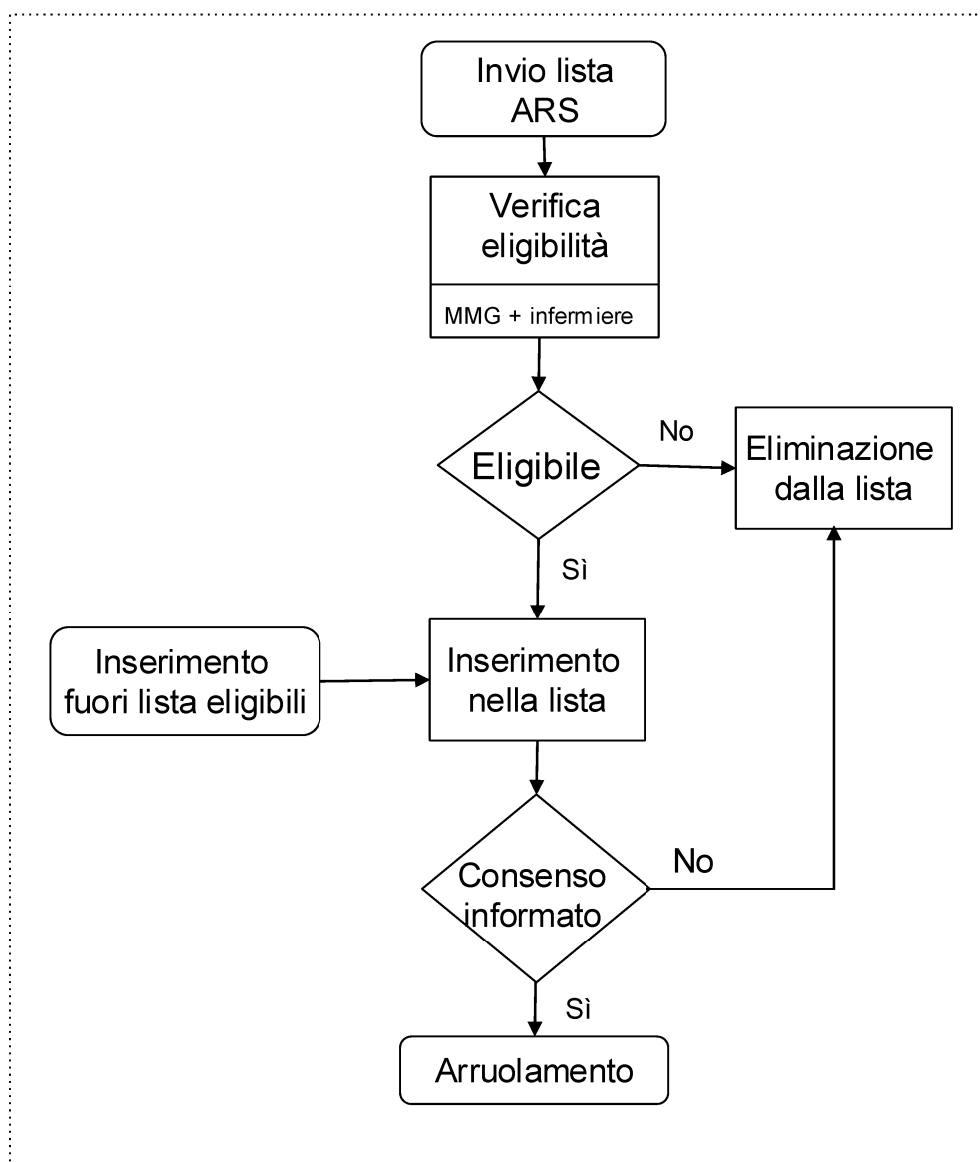 Invio lista
ARS
Verifica
eligibilità
MMG + infermiere
Eligibile
No
Eliminazione
dalla lista
Sì
Inserimento
fuori lista eligibili
Inserimento
nella lista
Consenso
informato
No
Sì
Arruolamento